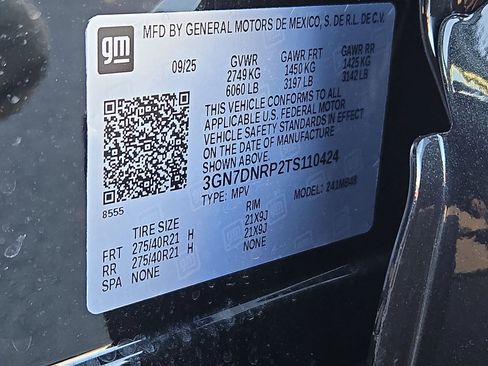 gm
MFD BY GENERAL MOTORS DE MEXICO, S. DE R.L. DE C.V.
09/25 GVWR GAWR FRT GAWR RR
2749 KG 1450 KG 1425 KG
6060 LB 3197 LB 3142 LB
THIS VEHICLE CONFORMS TO ALL
APPLICABLE U.S. FEDERAL MOTOR
VEHICLE SAFETY STANDARDS IN EFFECT
ON THE DATE OF MANUFACTURE
SHOWN ABOVE.
3GN7DNRP2TS110424
8555 TYPE: MPV MODEL: 241MB48
TIRE SIZE RIM
FRT 275/40R21 H 21X9J
RR 275/40R21 H 21X9J
SPA NONE NONE